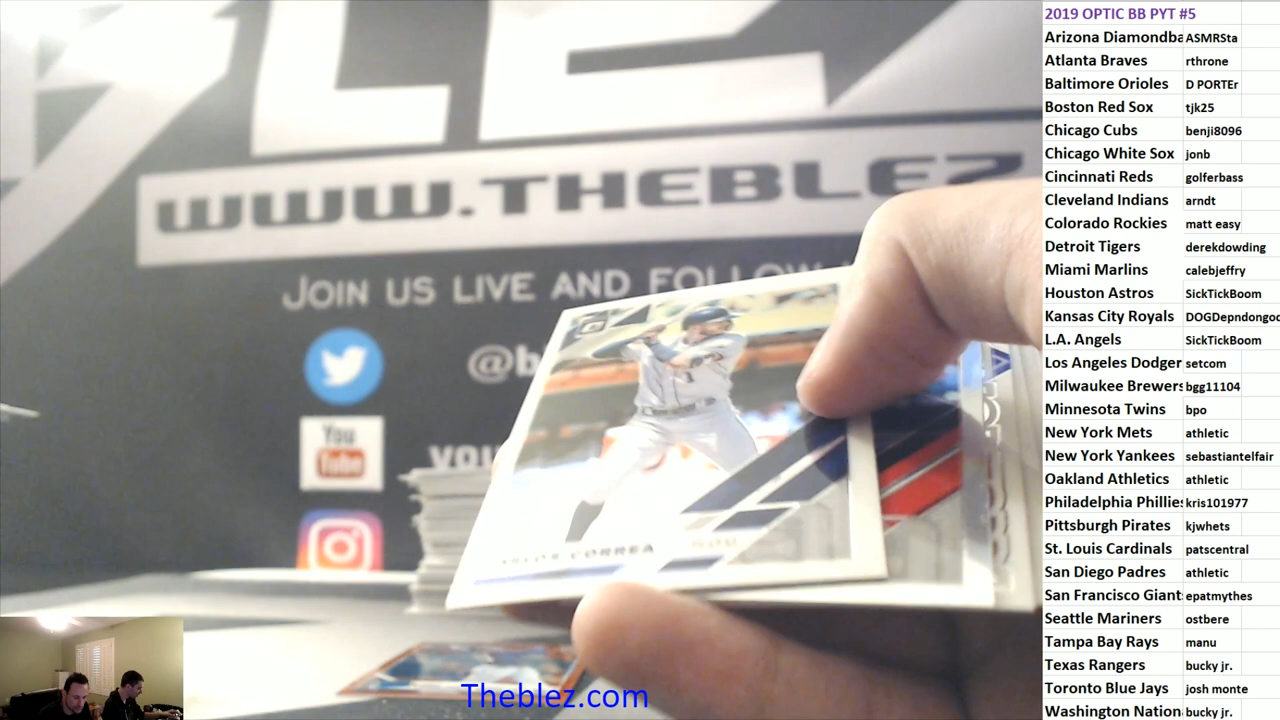 WWW.THEBLEZ
JOIN US LIVE AND FOLLOW
@b
You
Tube
YOU
CORREA
HOU
1
Theblez.com
2019 OPTIC BB PYT #5
Arizona Diamondba ASMRSta
Atlanta Braves rthrone
Baltimore Orioles D PORTEr
Boston Red Sox tjk25
Chicago Cubs benji8096
Chicago White Sox jonb
Cincinnati Reds golferbass
Cleveland Indians arndt
Colorado Rockies matt easy
Detroit Tigers derekdowding
Miami Marlins calebjeffry
Houston Astros SickTickBoom
Kansas City Royals DOGDepndongod
L.A. Angels SickTickBoom
Los Angeles Dodger setcom
Milwaukee Brewers bgg11104
Minnesota Twins bpo
New York Mets athletic
New York Yankees sebastiantelfair
Oakland Athletics athletic
Philadelphia Phillies kris101977
Pittsburgh Pirates kjwhets
St. Louis Cardinals patscentral
San Diego Padres athletic
San Francisco Giants epatmythes
Seattle Mariners ostbere
Tampa Bay Rays manu
Texas Rangers bucky jr.
Toronto Blue Jays josh monte
Washington Nation bucky jr.